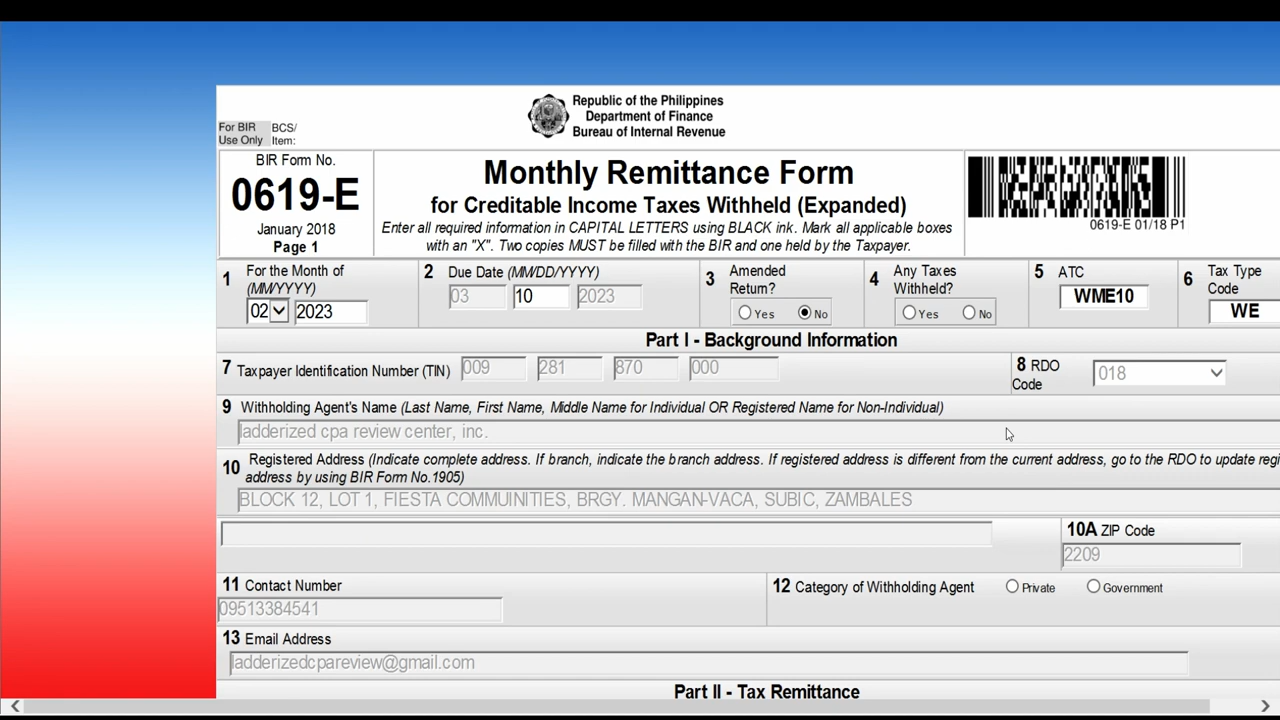 Republic of the Philippines
Department of Finance
Bureau of Internal Revenue
For BIR Use Only
BCS/ Item:
BIR Form No.
0619-E
January 2018
Page 1
Monthly Remittance Form
for Creditable Income Taxes Withheld (Expanded)
Enter all required information in CAPITAL LETTERS using BLACK ink. Mark all applicable boxes
with an "X". Two copies MUST be filled with the BIR and one held by the Taxpayer.
0619-E 01/18 P1
1 For the Month of (MM/YYYY)
02 2023
2 Due Date (MM/DD/YYYY)
03 10 2023
3 Amended Return?
Yes No
4 Any Taxes Withheld?
Yes No
5 ATC
WME10
6 Tax Type Code
WE
Part I - Background Information
7 Taxpayer Identification Number (TIN) 009 281 870 000
8 RDO Code 018
9 Withholding Agent's Name (Last Name, First Name, Middle Name for Individual OR Registered Name for Non-Individual)
ladderized cpa review center, inc.
10 Registered Address (Indicate complete address. If branch, indicate the branch address. If registered address is different from the current address, go to the RDO to update regi
address by using BIR Form No.1905)
BLOCK 12, LOT 1, FIESTA COMMUINITIES, BRGY. MANGAN-VACA, SUBIC, ZAMBALES
10A ZIP Code
2209
11 Contact Number
09513384541
12 Category of Withholding Agent Private Government
13 Email Address
ladderizedcpareview@gmail.com
Part II - Tax Remittance